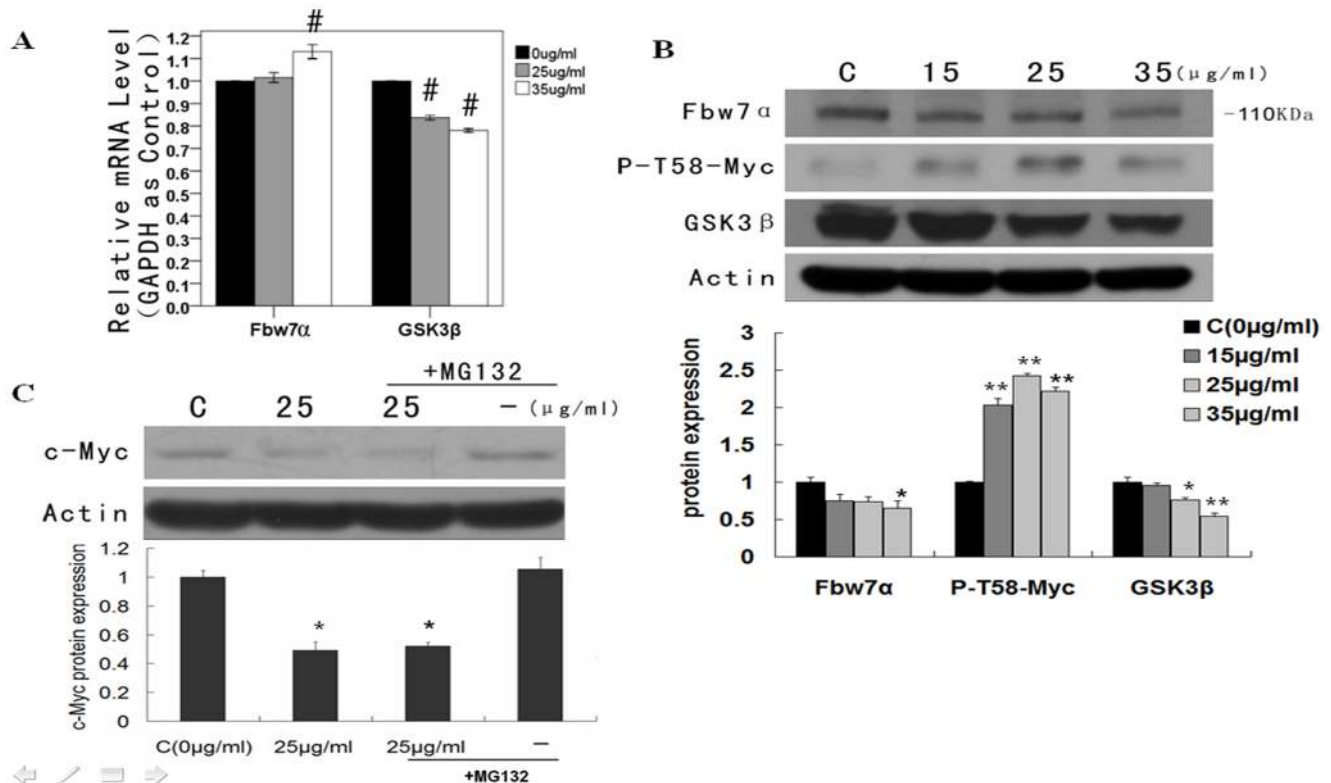 A
Relative mRNA Level
(GAPDH as Control)
1.2
1.1
1.0
0.9
0.8
0.7
0.6
0.5
0.4
0.3
0.2
0.1
0.0
#
# #
0ug/ml
25ug/ml
35ug/ml
Fbw7α GSK3β
B
C 15 25 35 (μg/ml)
Fbw7α -110KDa
P-T58-Myc
GSK3β
Actin
protein expression
3
2.5
2
1.5
1
0.5
0
*
** ** **
* **
C(0μg/ml)
15μg/ml
25μg/ml
35μg/ml
Fbw7α P-T58-Myc GSK3β
C
+MG132
C 25 25 — (μg/ml)
c-Myc
Actin
c-Myc protein expression
1.2
1
0.8
0.6
0.4
0.2
0
* *
C(0μg/ml) 25μg/ml 25μg/ml —
+MG132